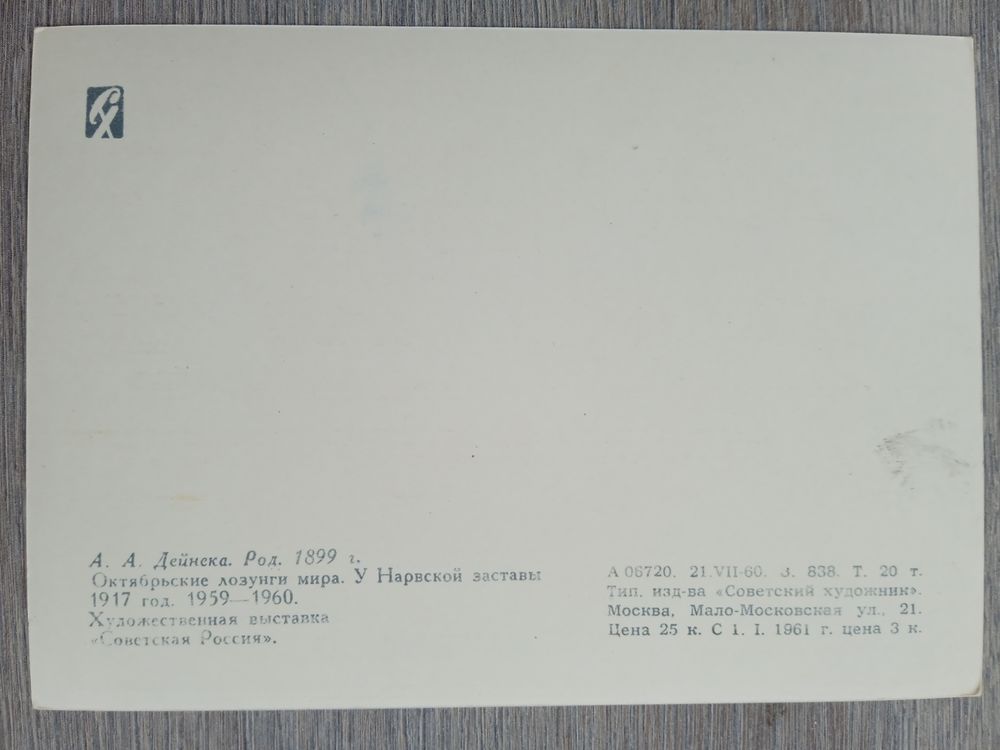 СХ
А. А. Дейнека. Род. 1899 г.
Октябрьские лозунги мира. У Нарвской заставы
1917 год. 1959—1960.
Художественная выставка
«Советская Россия».
А 06720. 21.VII-60. З. 838. Т. 20 т.
Тип. изд-ва «Советский художник».
Москва, Мало-Московская ул., 21.
Цена 25 к. С 1. I. 1961 г. цена 3 к.